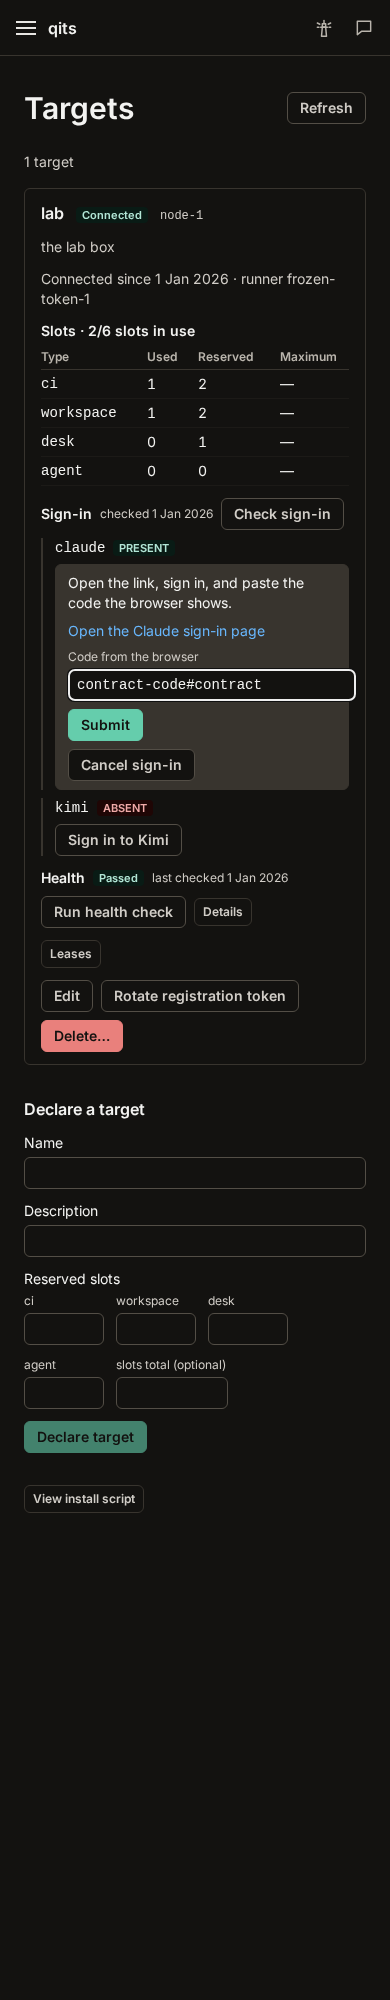 qits
Targets
Refresh
1 target
lab Connected node-1
the lab box
Connected since 1 Jan 2026 · runner frozen-
token-1
Slots · 2/6 slots in use
Type Used Reserved Maximum
ci 1 2 —
workspace 1 2 —
desk 0 1 —
agent 0 0 —
Sign-in checked 1 Jan 2026 Check sign-in
claude PRESENT
Open the link, sign in, and paste the
code the browser shows.
Open the Claude sign-in page
Code from the browser
contract-code#contract
Submit
Cancel sign-in
kimi ABSENT
Sign in to Kimi
Health Passed last checked 1 Jan 2026
Run health check Details
Leases
Edit Rotate registration token
Delete...
Declare a target
Name
Description
Reserved slots
ci workspace desk
agent slots total (optional)
Declare target
View install script